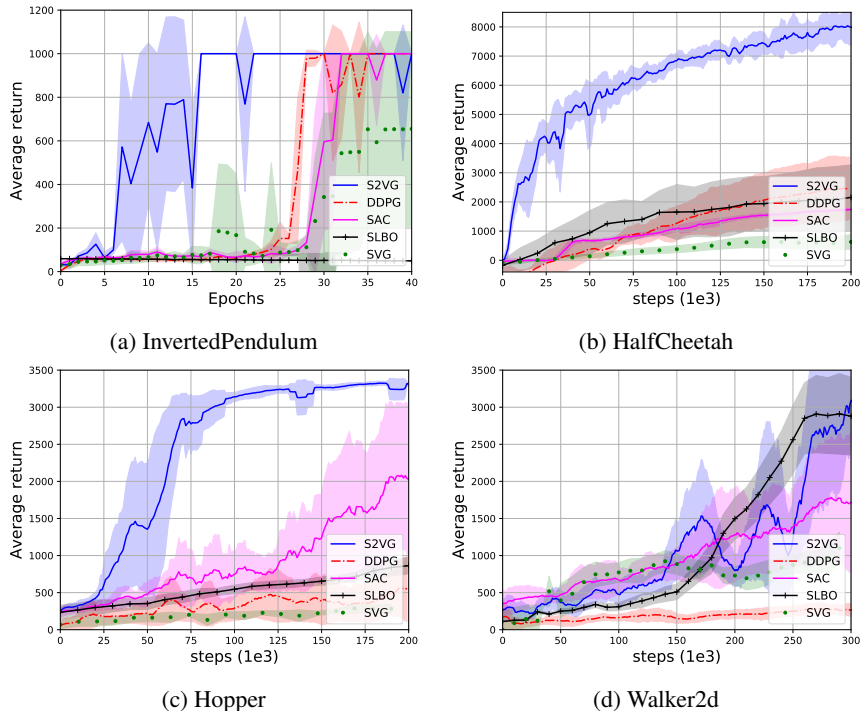 1200
1000
800
600
400
200
0
Average return
0 5 10 15 20 25 30 35 40
Epochs
S2VG
DDPG
SAC
SLBO
SVG
(a) InvertedPendulum
8000
7000
6000
5000
4000
3000
2000
1000
0
Average return
0 25 50 75 100 125 150 175 200
steps (1e3)
S2VG
DDPG
SAC
SLBO
SVG
(b) HalfCheetah
3500
3000
2500
2000
1500
1000
500
0
Average return
0 25 50 75 100 125 150 175 200
steps (1e3)
S2VG
DDPG
SAC
SLBO
SVG
(c) Hopper
3500
3000
2500
2000
1500
1000
500
0
Average return
0 50 100 150 200 250 300
steps (1e3)
S2VG
DDPG
SAC
SLBO
SVG
(d) Walker2d